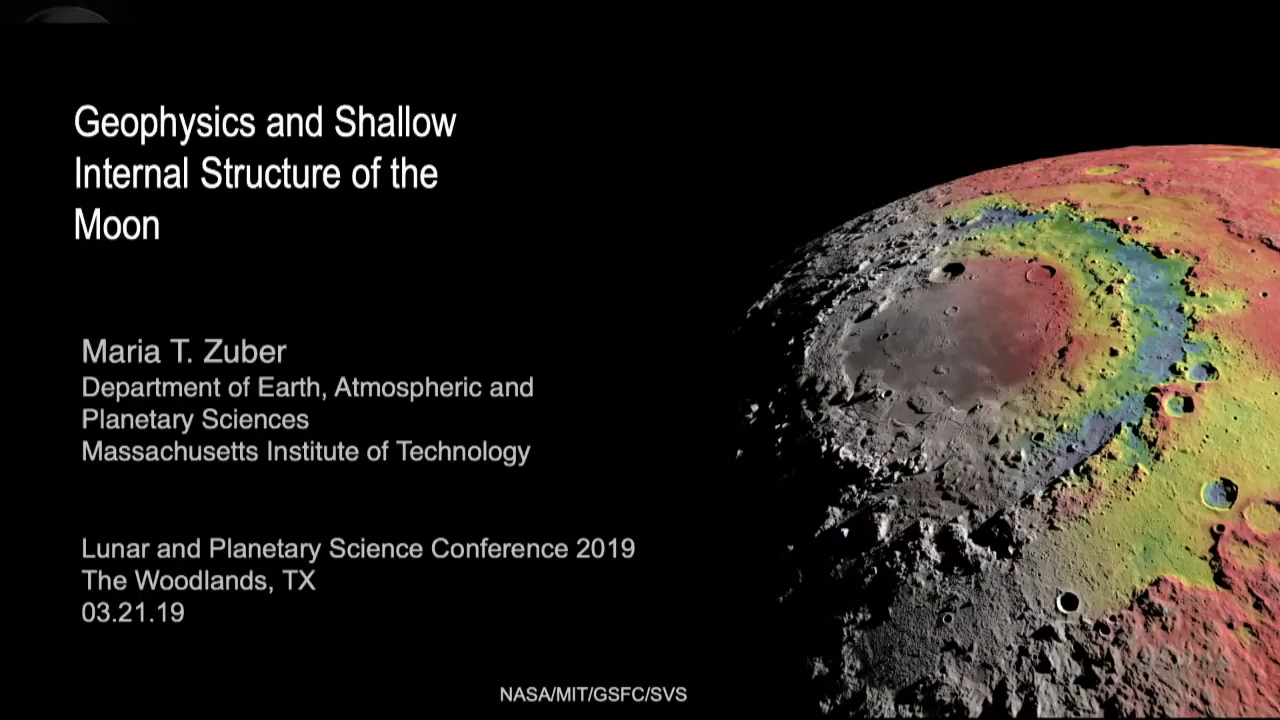 Geophysics and Shallow
Internal Structure of the
Moon
Maria T. Zuber
Department of Earth, Atmospheric and
Planetary Sciences
Massachusetts Institute of Technology
Lunar and Planetary Science Conference 2019
The Woodlands, TX
03.21.19
NASA/MIT/GSFC/SVS